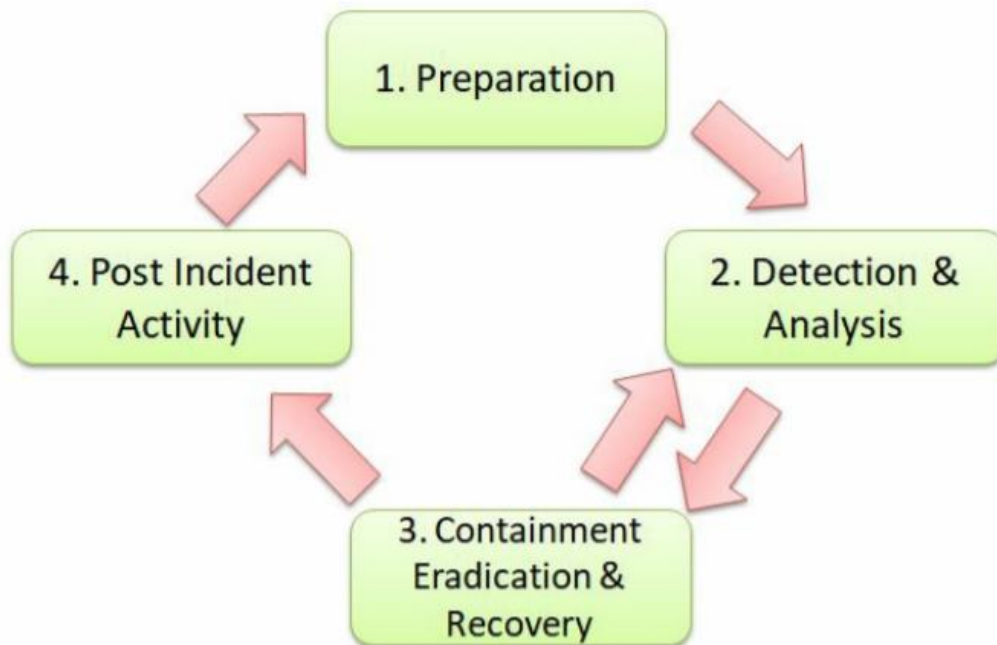 1. Preparation
2. Detection &
Analysis
3. Containment
Eradication &
Recovery
4. Post Incident
Activity